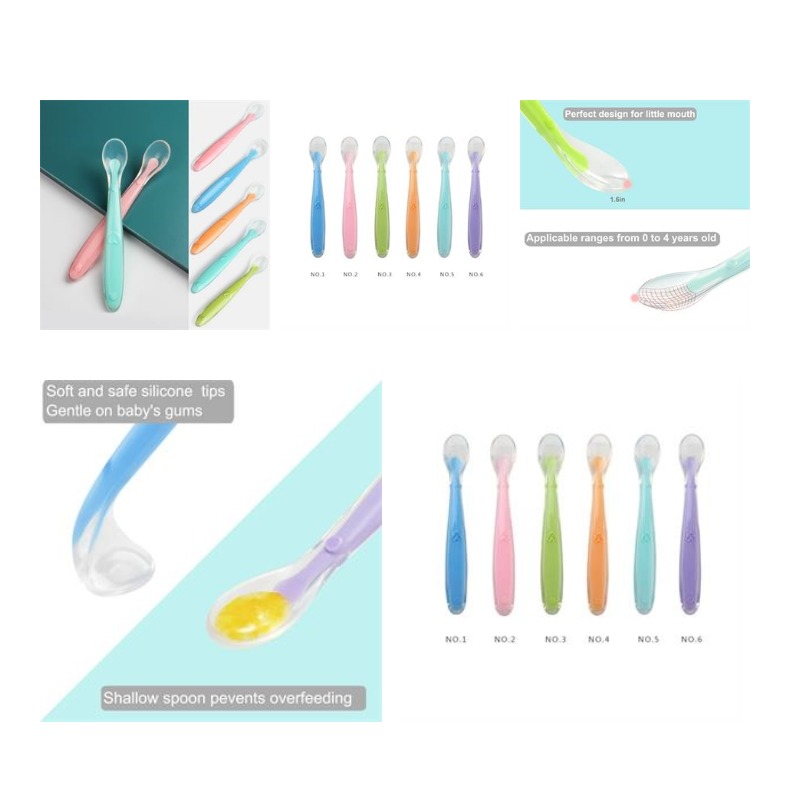 Perfect design for little mouth
1.6in
Applicable ranges from 0 to 4 years old
NO.1 NO.2 NO.3 NO.4 NO.5 NO.6
Soft and safe silicone tips
Gentle on baby's gums
Shallow spoon pevents overfeeding
NO.1 NO.2 NO.3 NO.4 NO.5 NO.6